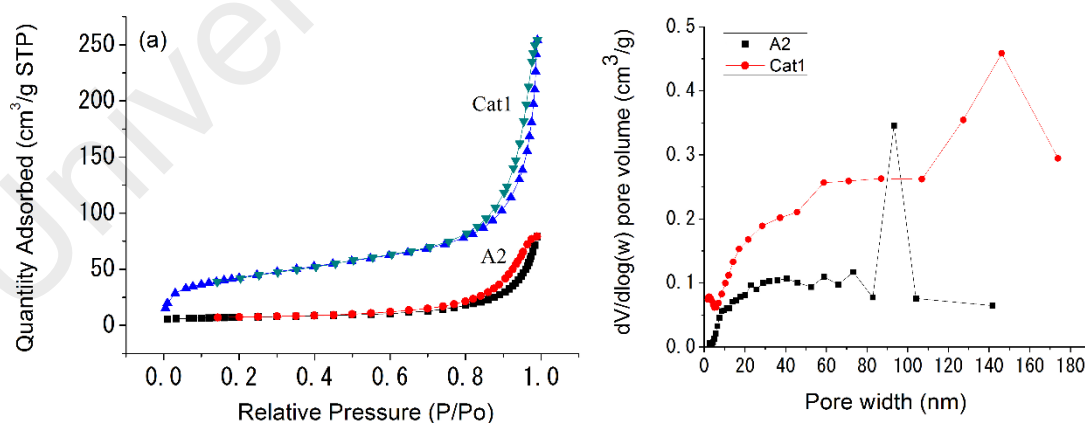 Univer
(a)
250
200
150
100
50
0
Quantity Adsorbed (cm³/g STP)
Cat1
A2
0.0 0.2 0.4 0.6 0.8 1.0
Relative Pressure (P/Po)
0.5
0.4
0.3
0.2
0.1
0.0
dV/dlog(w) pore volume (cm³/g)
A2
Cat1
0 20 40 60 80 100 120 140 160 180
Pore width (nm)